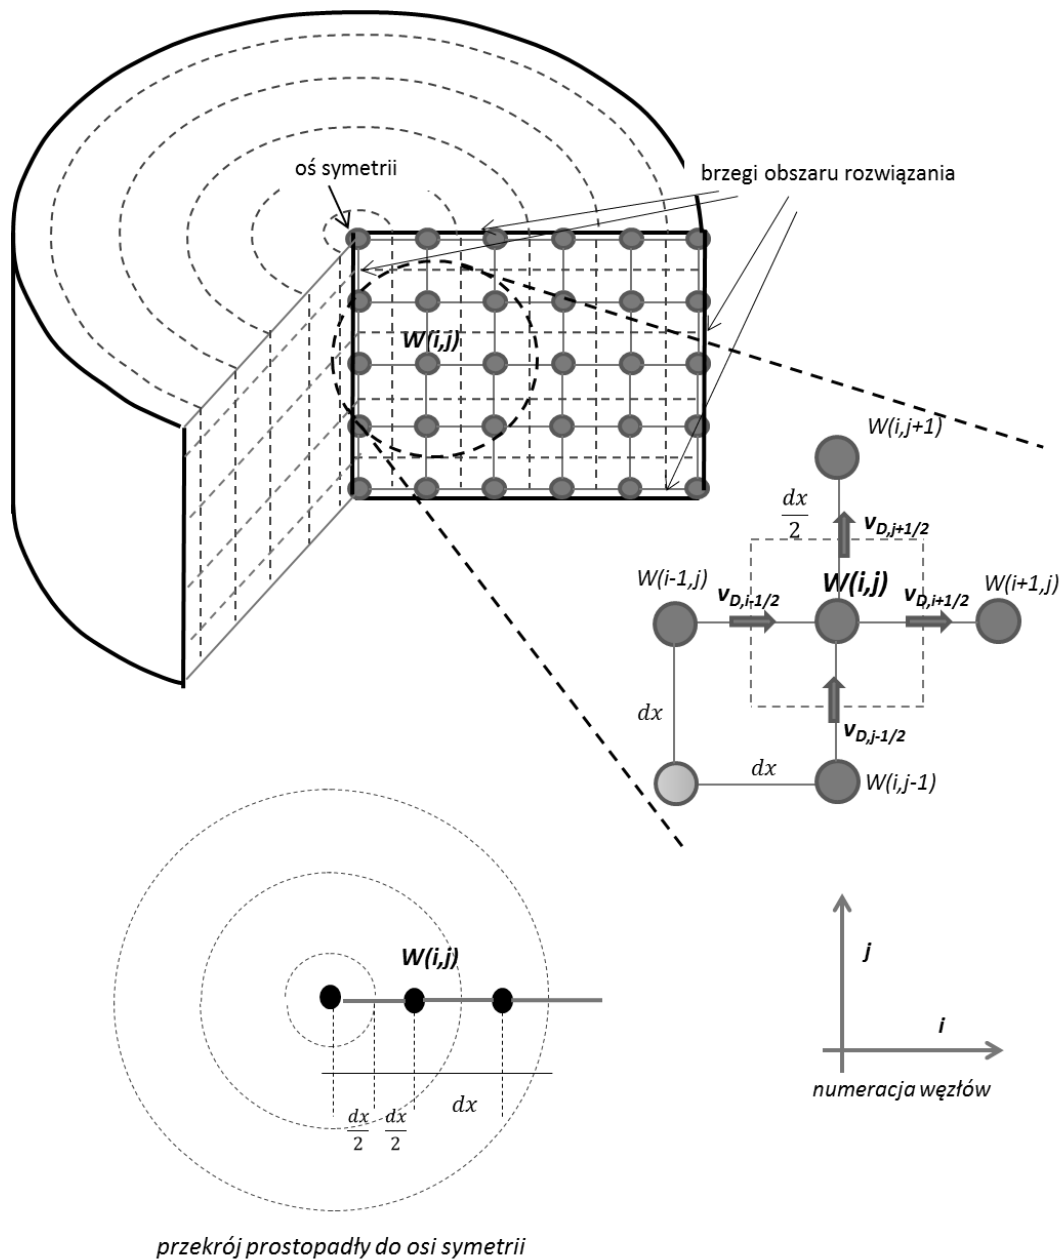 oś symetrii
brzegi obszaru rozwiązania
W(i,j)
W(i,j+1)
dx
2
v_{D,j+1/2}
W(i-1,j)
W(i,j)
W(i+1,j)
v_{D,i-1/2}
v_{D,i+1/2}
dx
v_{D,j-1/2}
dx
W(i,j-1)
W(i,j)
j
i
numeracja węzłów
dx
dx
2
dx
2
przekrój prostopadły do osi symetrii